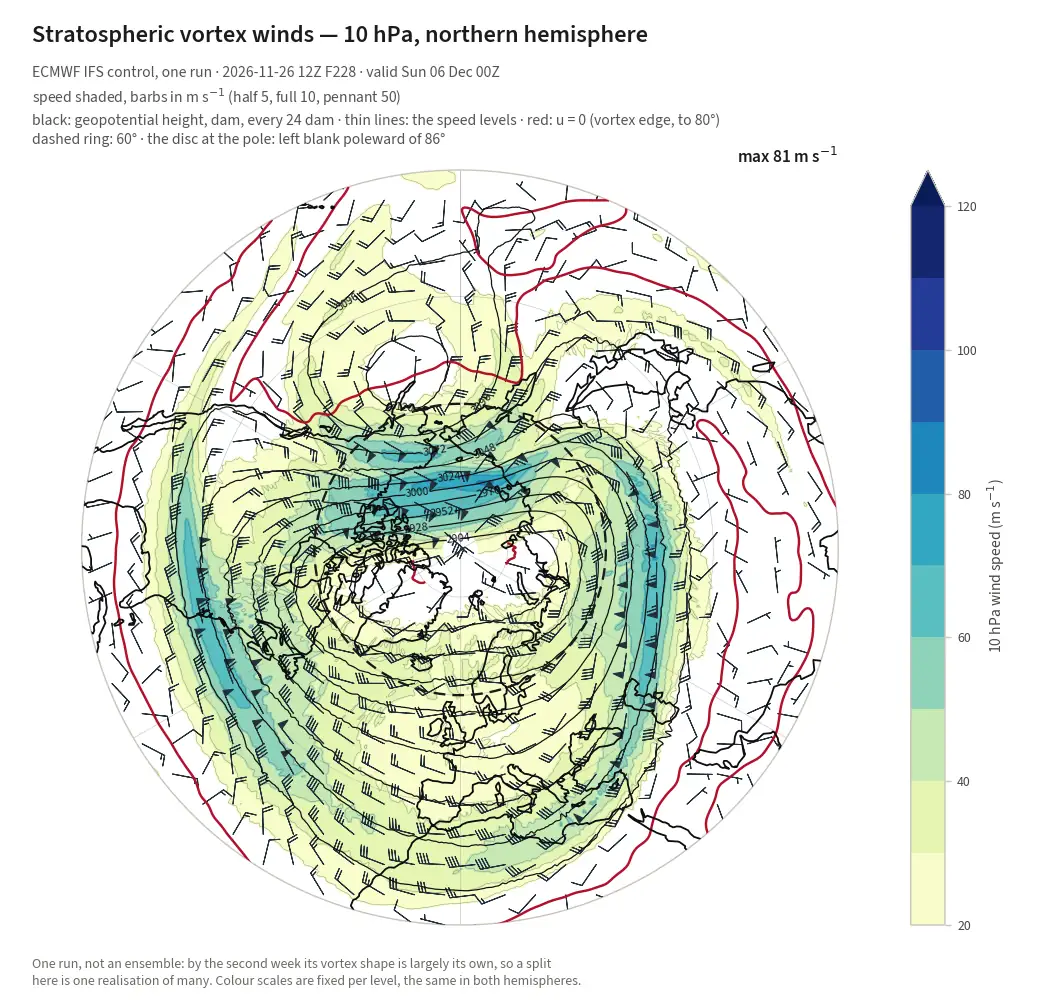 Stratospheric vortex winds — 10 hPa, northern hemisphere
ECMWF IFS control, one run · 2026-11-26 12Z F228 · valid Sun 06 Dec 00Z
speed shaded, barbs in m s⁻¹ (half 5, full 10, pennant 50)
black: geopotential height, dam, every 24 dam · thin lines: the speed levels · red: u = 0 (vortex edge, to 80°)
dashed ring: 60° · the disc at the pole: left blank poleward of 86°
max 81 m s⁻¹
120
100
80
60
40
20
10 hPa wind speed (m s⁻¹)
3024
3000
2952
2904
One run, not an ensemble: by the second week its vortex shape is largely its own, so a split
here is one realisation of many. Colour scales are fixed per level, the same in both hemispheres.